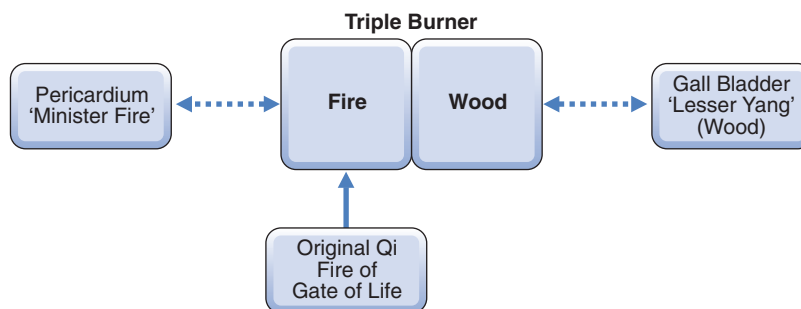 Triple Burner
Pericardium
'Minister Fire'
Fire
Wood
Gall Bladder
'Lesser Yang'
(Wood)
Original Qi
Fire of
Gate of Life